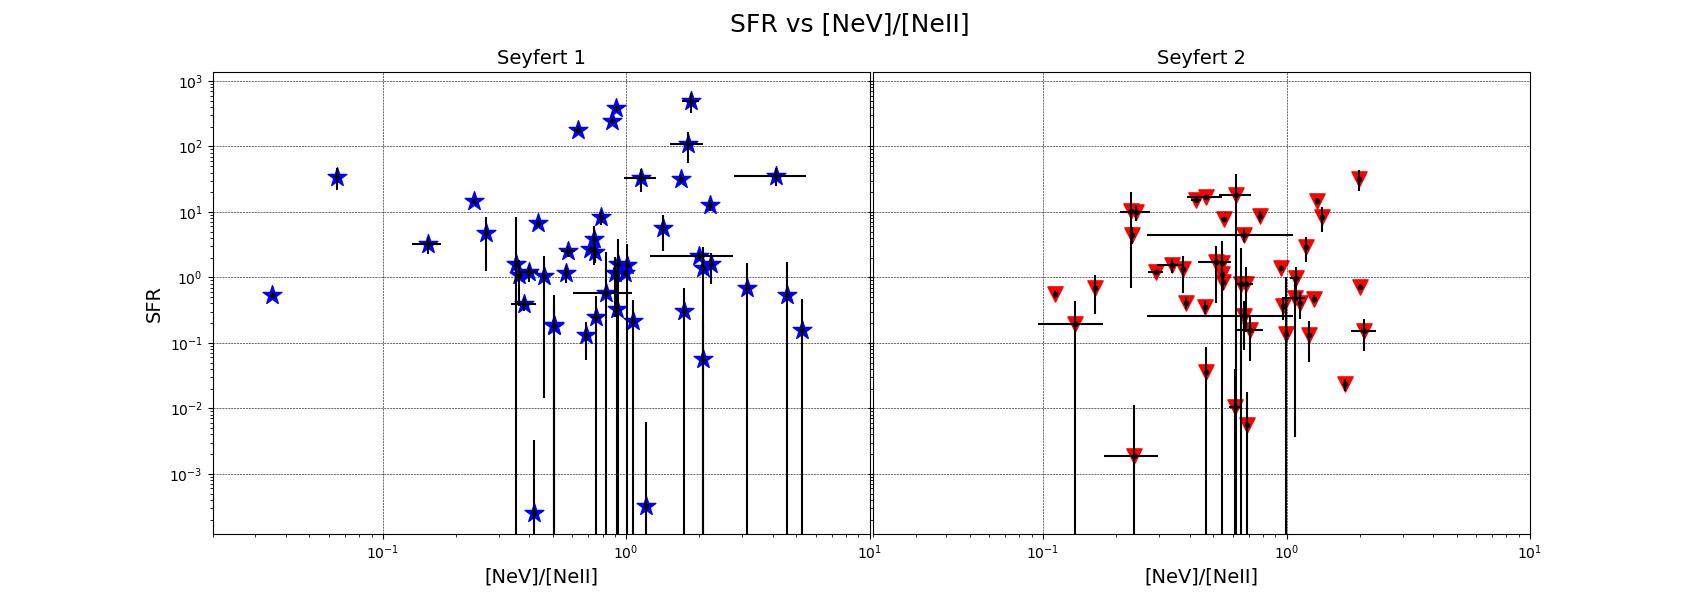 SFR vs [NeV]/[NeII]
Seyfert 1
Seyfert 2
10³
10²
10¹
10⁰
10⁻¹
10⁻²
10⁻³
SFR
10⁻¹ 10⁰ 10¹
10⁻¹ 10⁰ 10¹
[NeV]/[NeII]
[NeV]/[NeII]